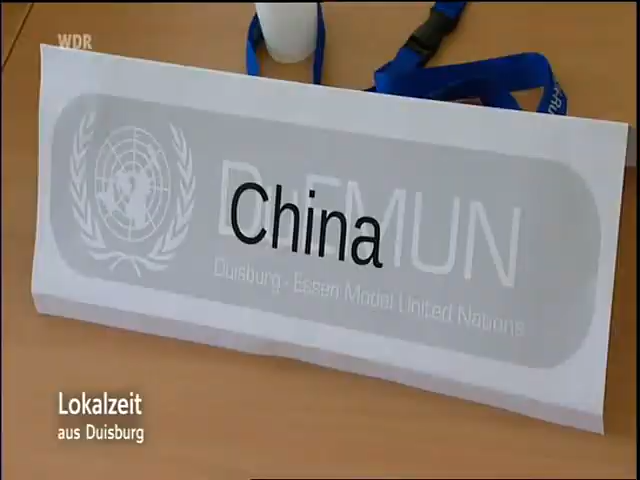 WDR
DuEMUN
China
Duisburg - Essen Model United Nations
Lokalzeit
aus Duisburg